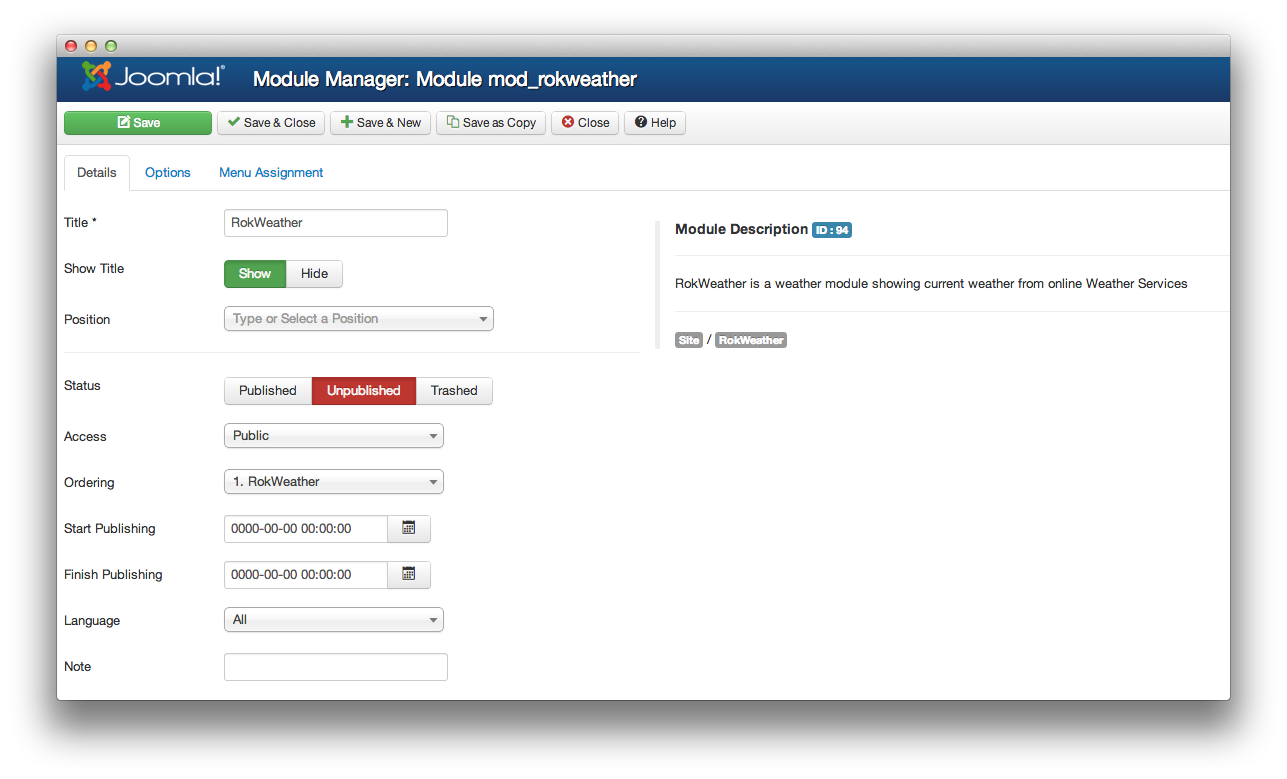 Joomla!® Module Manager: Module mod_rokweather
Save Save & Close Save & New Save as Copy Close Help
Details Options Menu Assignment
Title * RokWeather
Show Title Show Hide
Position Type or Select a Position
Status Published Unpublished Trashed
Access Public
Ordering 1. RokWeather
Start Publishing 0000-00-00 00:00:00
Finish Publishing 0000-00-00 00:00:00
Language All
Note
Module Description ID : 94
RokWeather is a weather module showing current weather from online Weather Services
Site / RokWeather